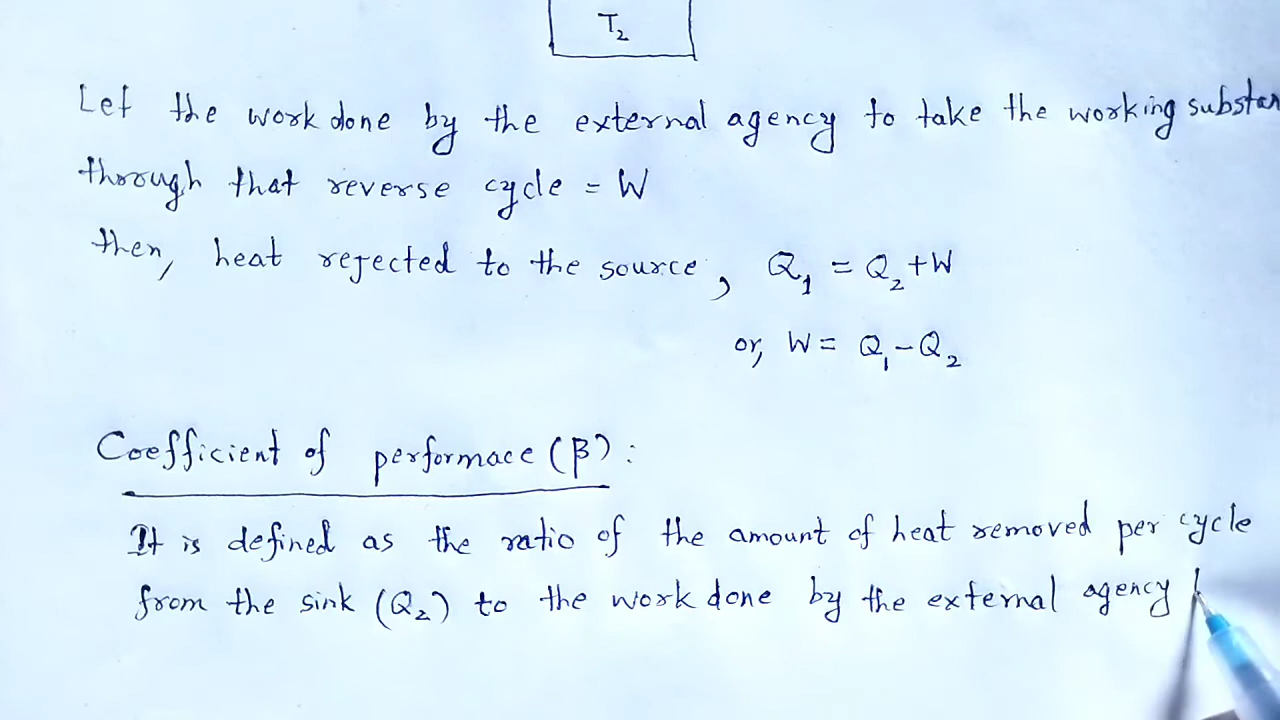 T₂
Let the work done by the external agency to take the working substan
through that reverse cycle = W
then, heat rejected to the source, Q₁ = Q₂+W
or, W = Q₁-Q₂
Coefficient of performace (β) :
It is defined as the ratio of the amount of heat removed per cycle
from the sink (Q₂) to the work done by the external agency